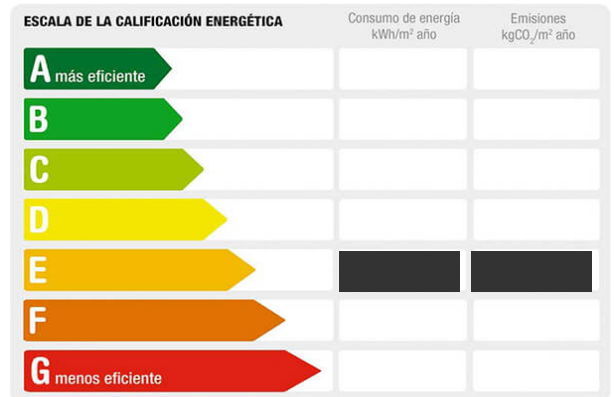 ESCALA DE LA CALIFICACIÓN ENERGÉTICA
Consumo de energía
kWh/m² año
Emisiones
kgCO₂/m² año
A más eficiente
B
C
D
E
F
G menos eficiente